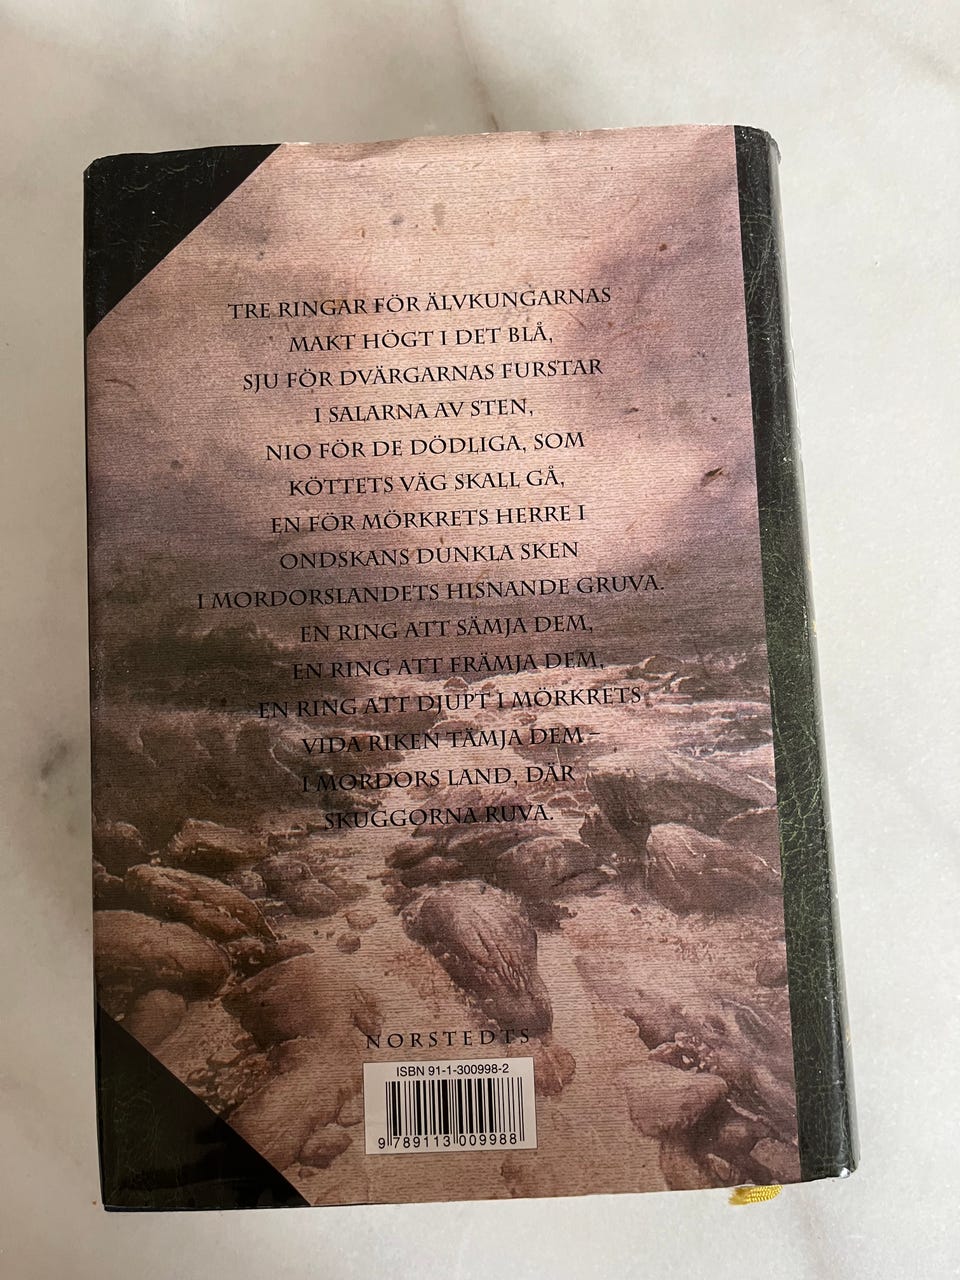 TRE RINGAR FÖR ÄLVKUNGARNAS
MAKT HÖGT I DET BLÅ,
SJU FÖR DVÄRGARNAS FURSTAR
I SALARNA AV STEN,
NIO FÖR DE DÖDLIGA, SOM
KÖTTETS VÄG SKALL GÅ,
EN FÖR MÖRKRETS HERRE I
ONDSKANS DUNKLA SKEN
I MORDORSLANDETS HISNANDE GRUVA.
EN RING ATT SÄMJA DEM,
EN RING ATT FRÄMJA DEM,
EN RING ATT DJUPT I MÖRKRETS
VIDA RIKEN TÄMJA DEM –
I MORDORS LAND, DÄR
SKUGGORNA RUVA.
NORSTEDTS
ISBN 91-1-300998-2
9 789113 009988